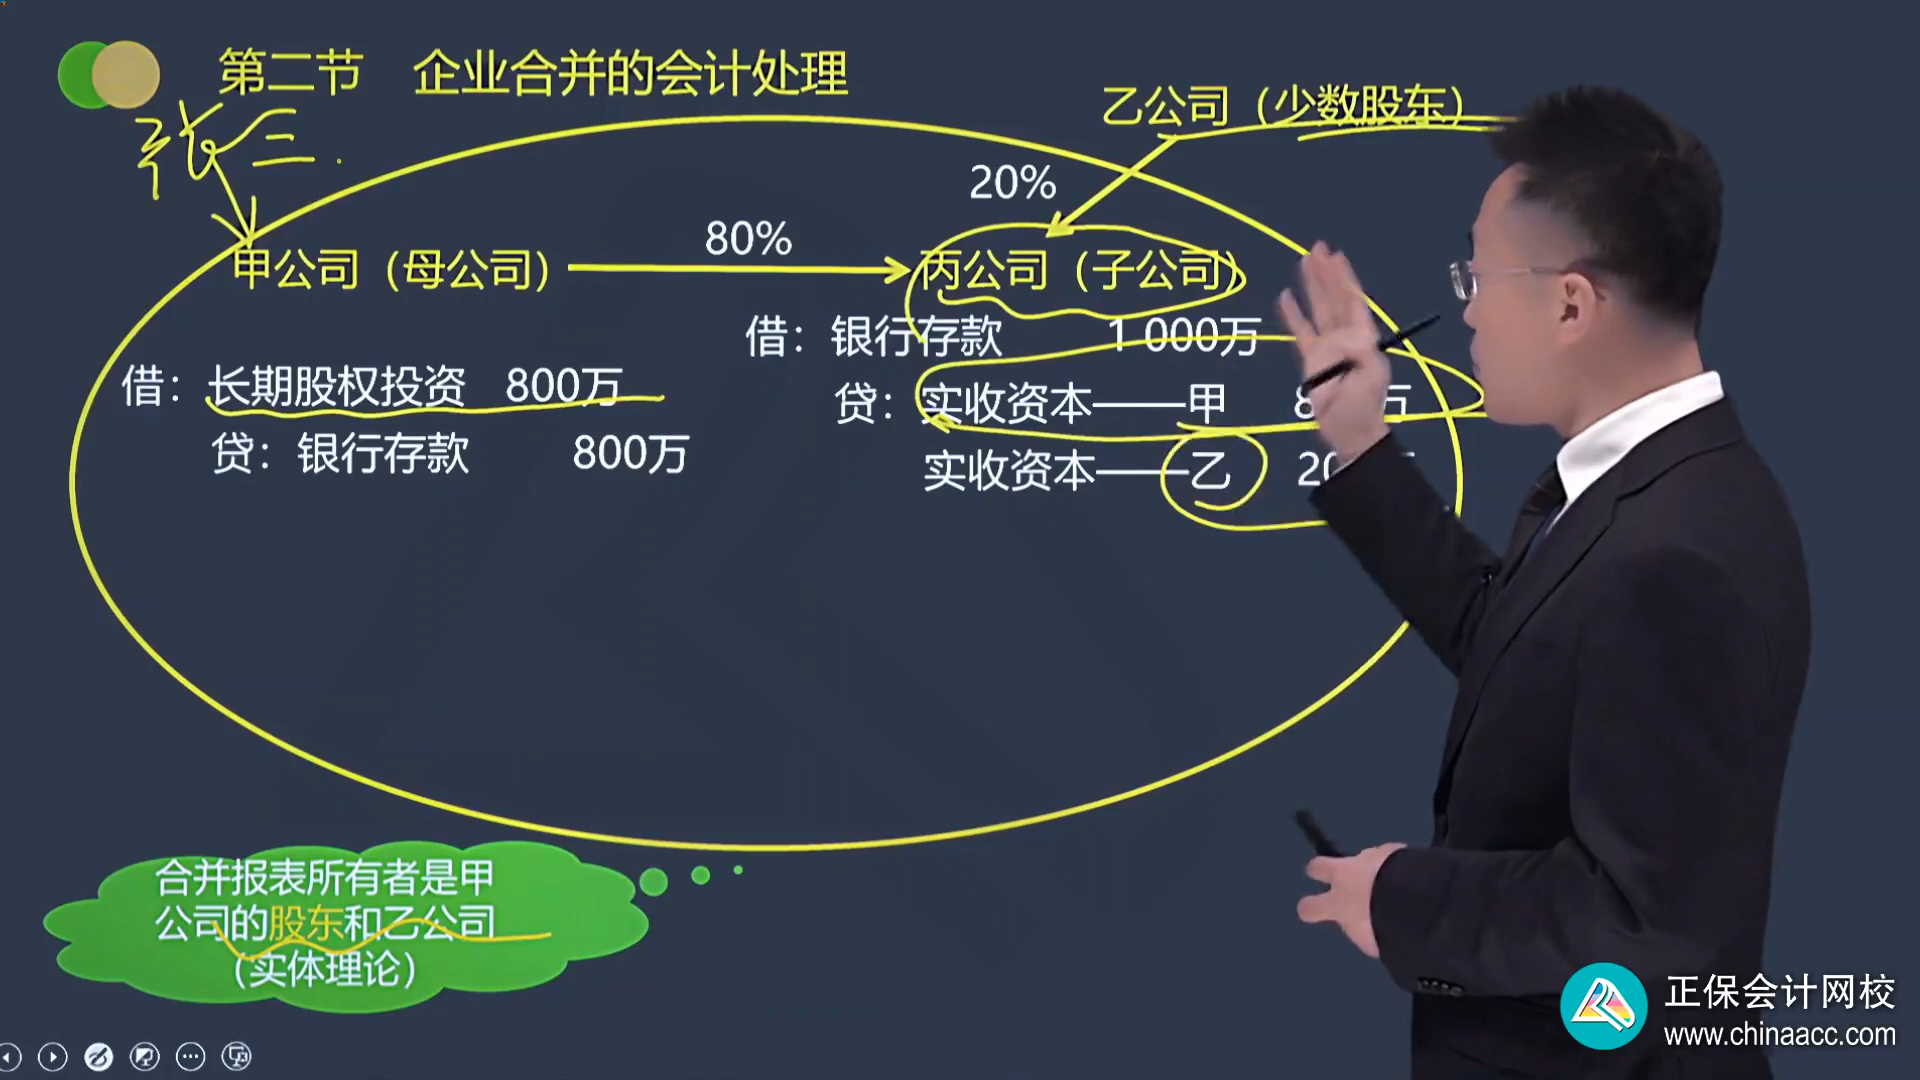 第二节 企业合并的会计处理
张三
乙公司（少数股东）
20%
80%
甲公司（母公司）
丙公司（子公司）
借：银行存款 1 000万
贷：实收资本——甲 8 万
实收资本——乙 20
借：长期股权投资 800万
贷：银行存款 800万
合并报表所有者是甲
公司的股东和乙公司
（实体理论）
正保会计网校
www.chinaacc.com